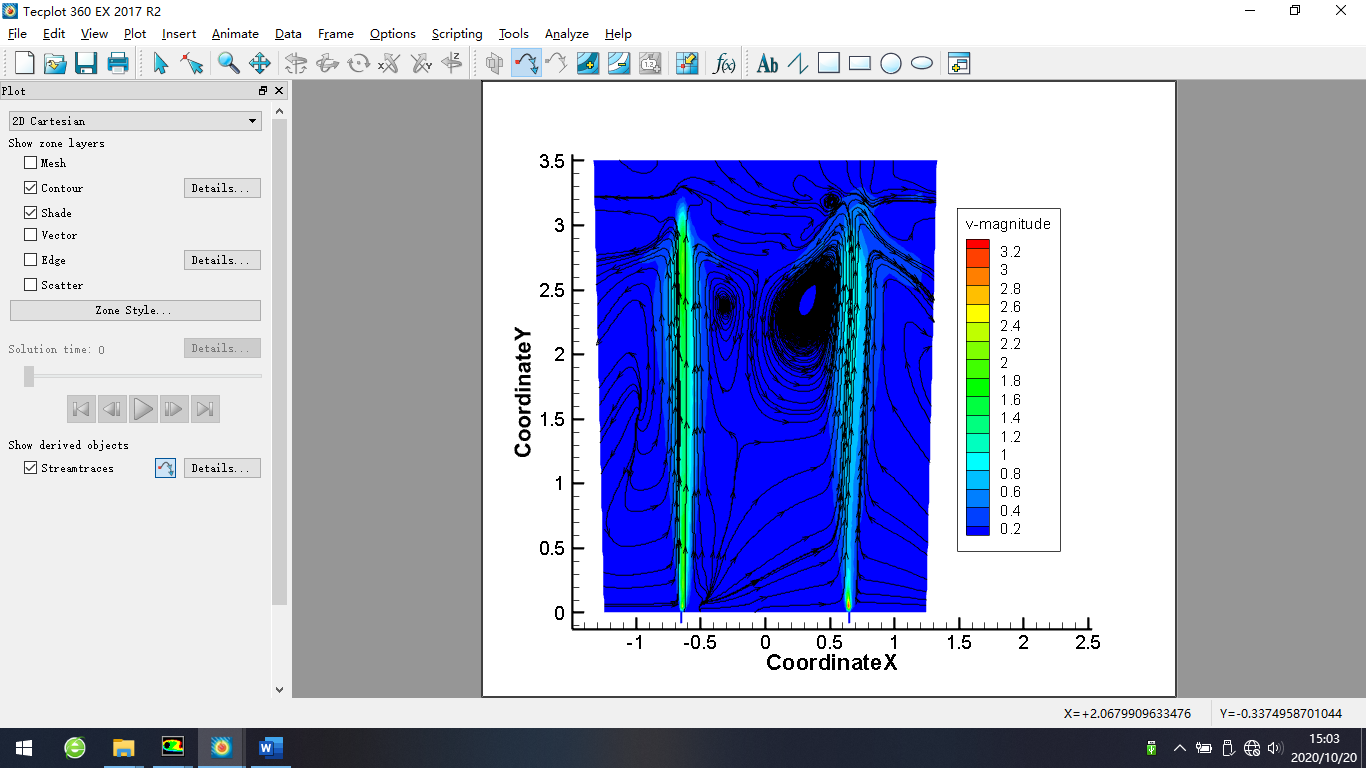 Tecplot 360 EX 2017 R2
File Edit View Plot Insert Animate Data Frame Options Scripting Tools Analyze Help
Plot
2D Cartesian
Show zone layers
Mesh
Contour Details...
Shade
Vector
Edge Details...
Scatter
Zone Style...
Solution time: 0 Details...
Show derived objects
Streamtraces Details...
CoordinateY
3.5
3
2.5
2
1.5
1
0.5
0
-1 -0.5 0 0.5 1 1.5 2 2.5
CoordinateX
v-magnitude
3.2
3
2.8
2.6
2.4
2.2
2
1.8
1.6
1.4
1.2
1
0.8
0.6
0.4
0.2
X=+2.0679909633476 Y=-0.3374958701044
15:03
2020/10/20